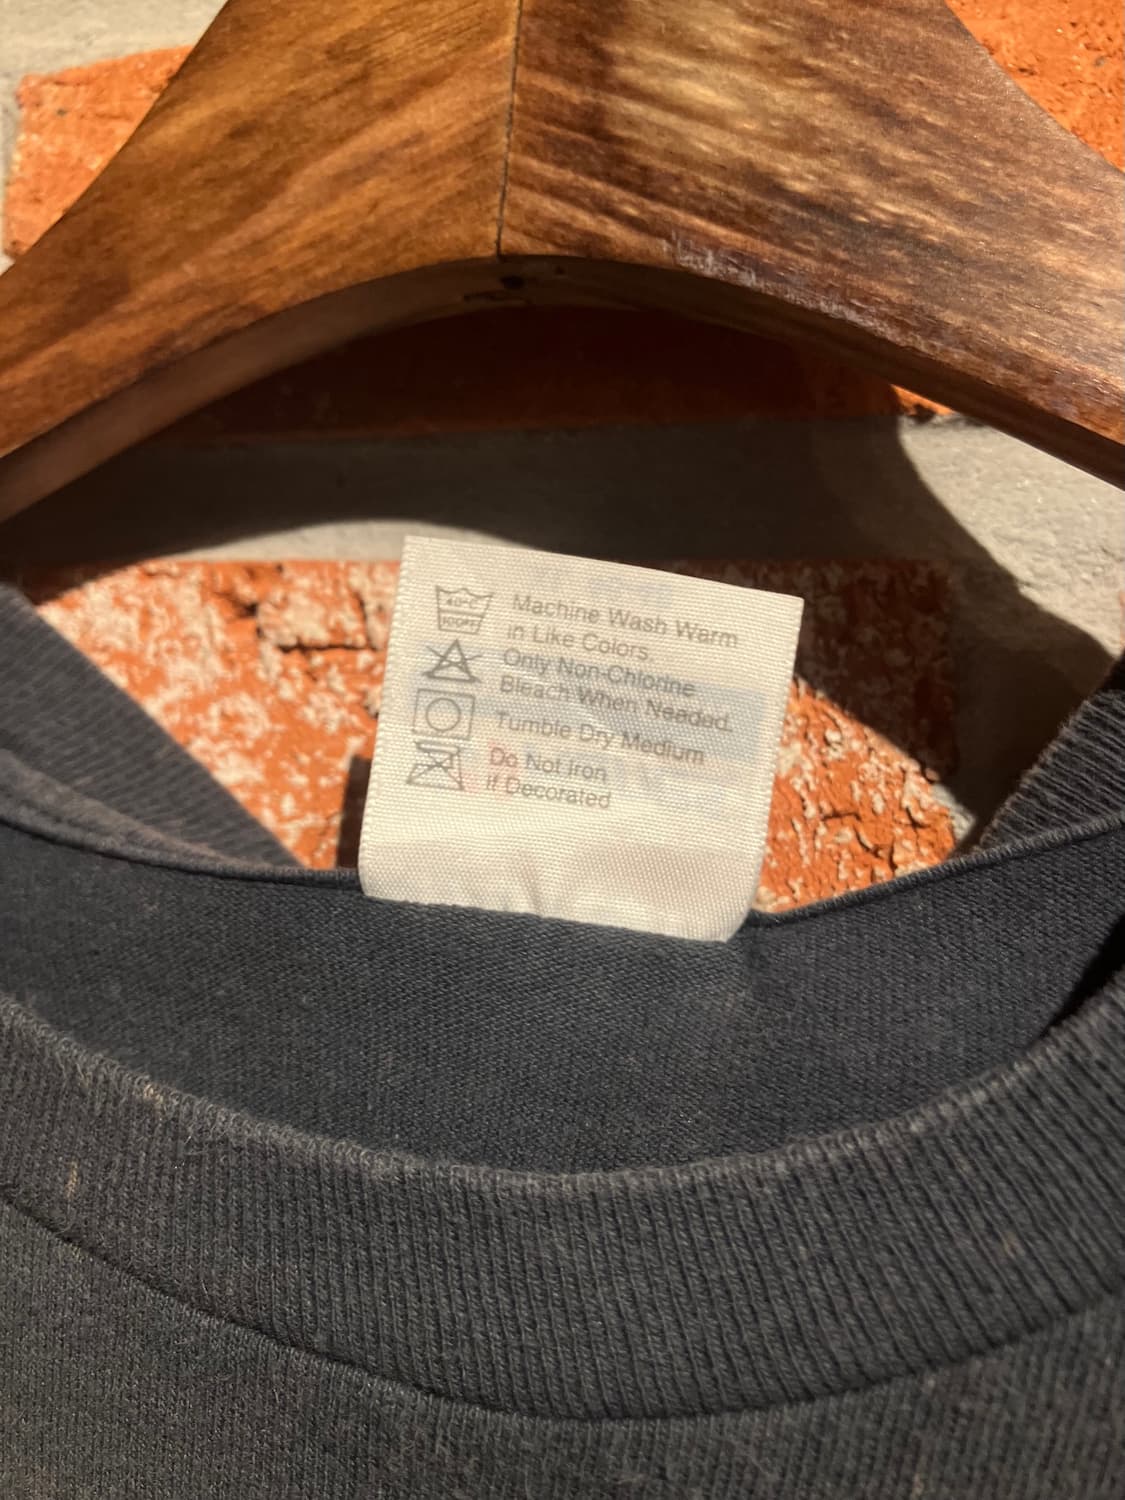 40°C
Machine Wash Warm
in Like Colors.
Only Non-Chlorine
Bleach When Needed.
Tumble Dry Medium
Do Not Iron
if Decorated